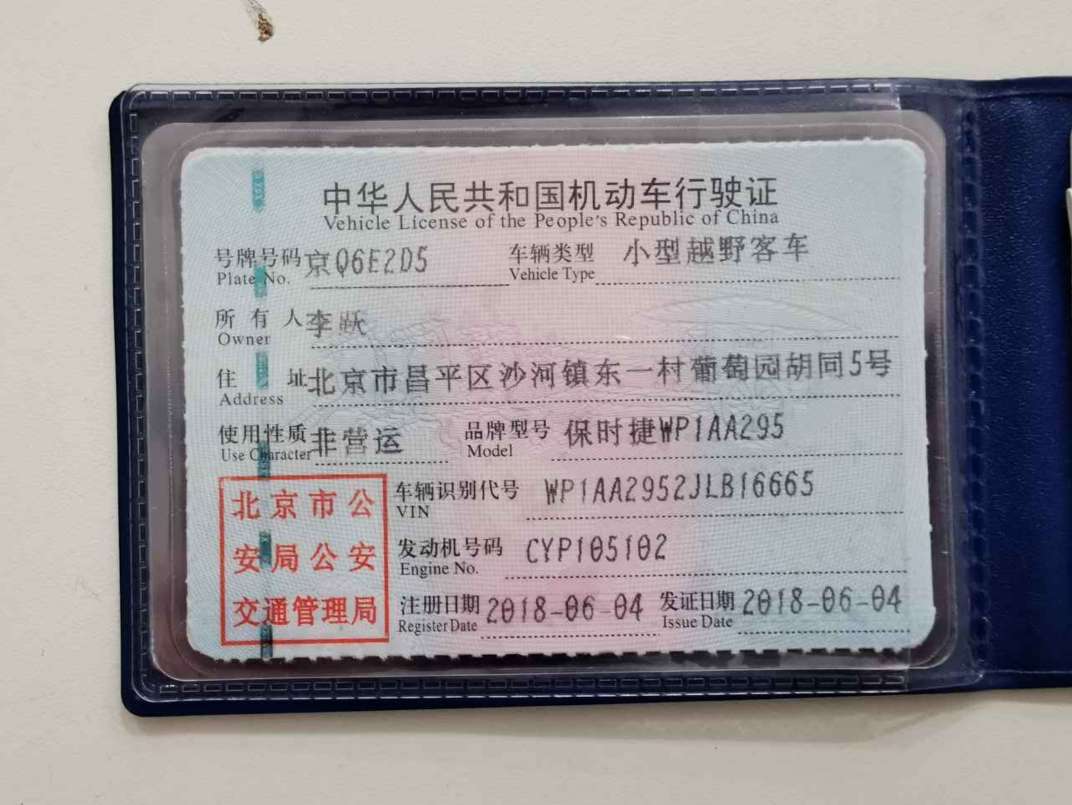 中华人民共和国机动车行驶证
Vehicle License of the People's Republic of China
号牌号码 京Q6E2D5 车辆类型 小型越野客车
Plate No. Vehicle Type
所有人 李跃
Owner
住址 北京市昌平区沙河镇东一村葡萄园胡同5号
Address
使用性质 非营运 品牌型号 保时捷WP1AA295
Use Character Model
北京市公
安局公安
交通管理局
车辆识别代号 WP1AA2952JLB16665
VIN
发动机号码 CYP105102
Engine No.
注册日期 2018-06-04 发证日期 2018-06-04
Register Date Issue Date